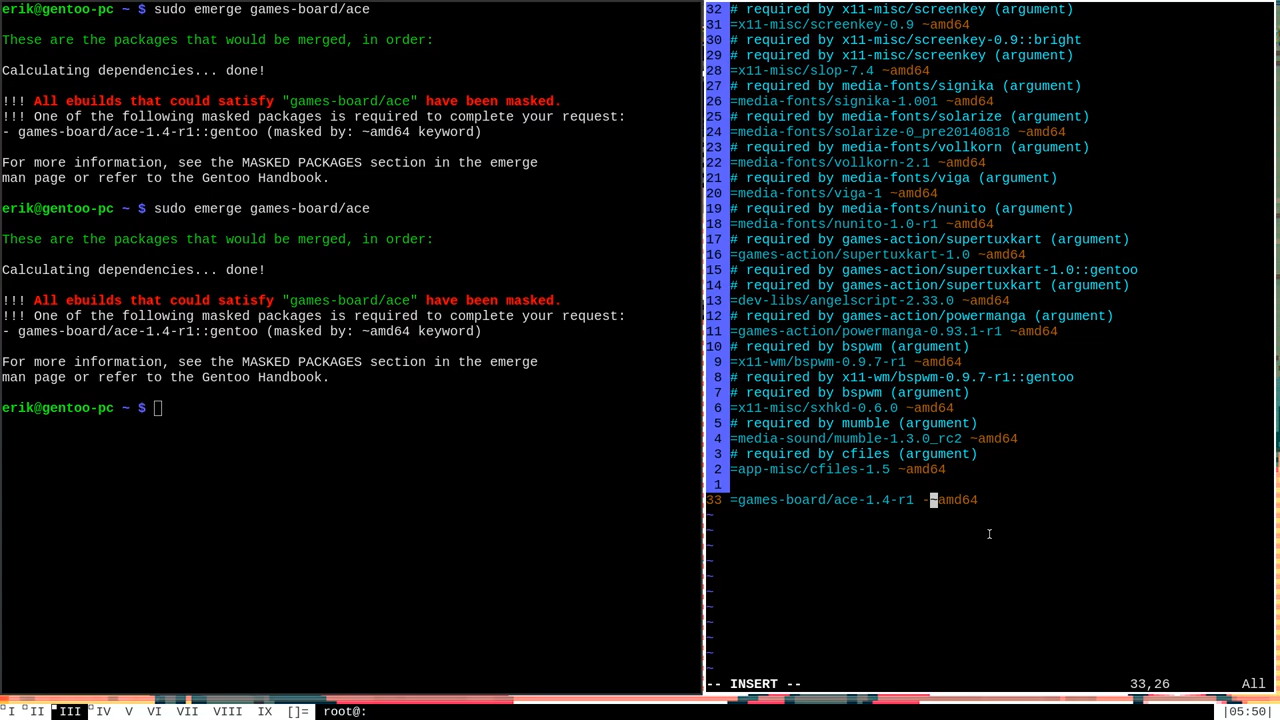 erik@gentoo-pc ~ $ sudo emerge games-board/ace
These are the packages that would be merged, in order:
Calculating dependencies... done!
!!! All ebuilds that could satisfy "games-board/ace" have been masked.
!!! One of the following masked packages is required to complete your request:
- games-board/ace-1.4-r1::gentoo (masked by: ~amd64 keyword)
For more information, see the MASKED PACKAGES section in the emerge
man page or refer to the Gentoo Handbook.
erik@gentoo-pc ~ $ sudo emerge games-board/ace
These are the packages that would be merged, in order:
Calculating dependencies... done!
!!! All ebuilds that could satisfy "games-board/ace" have been masked.
!!! One of the following masked packages is required to complete your request:
- games-board/ace-1.4-r1::gentoo (masked by: ~amd64 keyword)
For more information, see the MASKED PACKAGES section in the emerge
man page or refer to the Gentoo Handbook.
erik@gentoo-pc ~ $
32 # required by x11-misc/screenkey (argument)
31 =x11-misc/screenkey-0.9 ~amd64
30 # required by x11-misc/screenkey-0.9::bright
29 # required by x11-misc/screenkey (argument)
28 =x11-misc/slop-7.4 ~amd64
27 # required by media-fonts/signika (argument)
26 =media-fonts/signika-1.001 ~amd64
25 # required by media-fonts/solarize (argument)
24 =media-fonts/solarize-0_pre20140818 ~amd64
23 # required by media-fonts/vollkorn (argument)
22 =media-fonts/vollkorn-2.1 ~amd64
21 # required by media-fonts/viga (argument)
20 =media-fonts/viga-1 ~amd64
19 # required by media-fonts/nunito (argument)
18 =media-fonts/nunito-1.0-r1 ~amd64
17 # required by games-action/supertuxkart (argument)
16 =games-action/supertuxkart-1.0 ~amd64
15 # required by games-action/supertuxkart-1.0::gentoo
14 # required by games-action/supertuxkart (argument)
13 =dev-libs/angelscript-2.33.0 ~amd64
12 # required by games-action/powermanga (argument)
11 =games-action/powermanga-0.93.1-r1 ~amd64
10 # required by bspwm (argument)
9 =x11-wm/bspwm-0.9.7-r1 ~amd64
8 # required by x11-wm/bspwm-0.9.7-r1::gentoo
7 # required by bspwm (argument)
6 =x11-misc/sxhkd-0.6.0 ~amd64
5 # required by mumble (argument)
4 =media-sound/mumble-1.3.0_rc2 ~amd64
3 # required by cfiles (argument)
2 =app-misc/cfiles-1.5 ~amd64
1
33 =games-board/ace-1.4-r1 -~amd64
~
~
~
~
~
~
~
~
~
~
~
-- INSERT -- 33,26 All
I II III IV V VI VII VIII IX []= root@: |05:50|